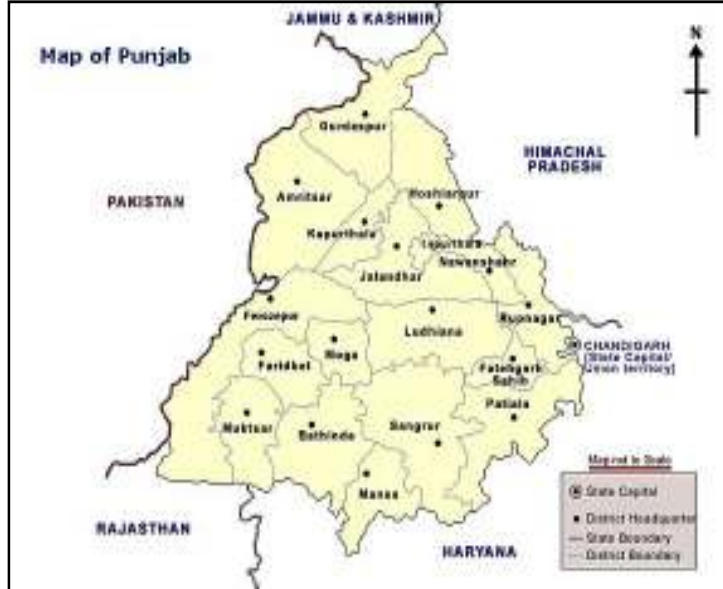 JAMMU & KASHMIR
Map of Punjab
N
Gurdaspur
HIMACHAL
PRADESH
PAKISTAN
Amritsar
Hoshiarpur
Kapurthala
Kapurthala
Jalandhar
Nawanshahr
Ferozepur
Ludhiana
Rupnagar
Moga
Faridkot
CHANDIGARH
(State Capital/
Union territory)
Fatehgarh
Sahib
Patiala
Muktsar
Bathinda
Sangrur
Mansa
Map not to Scale
State Capital
District Headquarter
State Boundary
District Boundary
RAJASTHAN
HARYANA